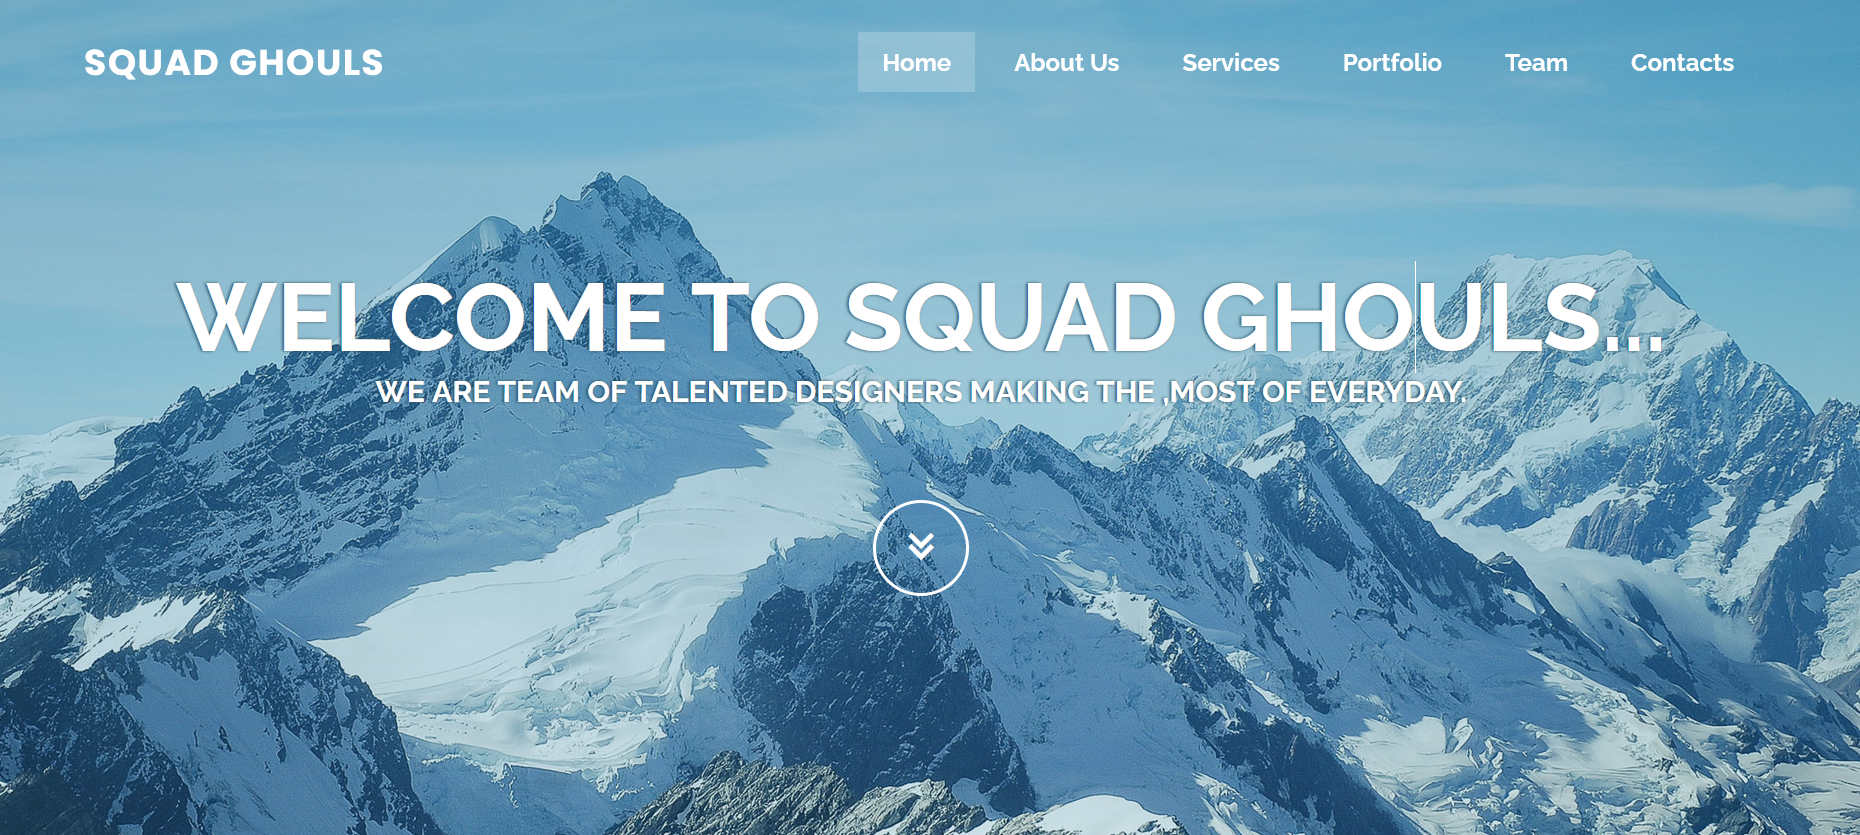 SQUAD GHOULS
Home About Us Services Portfolio Team Contacts
WELCOME TO SQUAD GHOULS...
WE ARE TEAM OF TALENTED DESIGNERS MAKING THE ,MOST OF EVERYDAY.